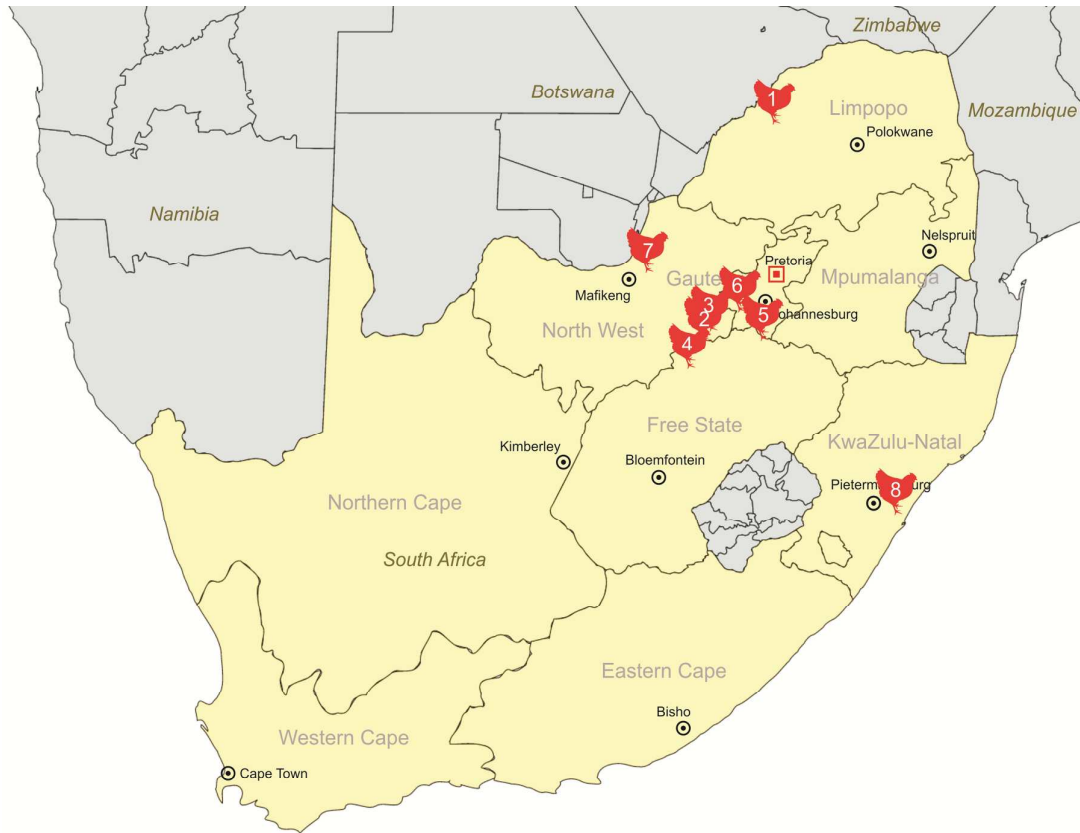 Zimbabwe
Botswana
1
Limpopo
Mozambique
Polokwane
Namibia
Nelspruit
7
Pretoria
Mafikeng
6
Mpumalanga
3
2
5
North West
4
Free State
KwaZulu-Natal
Kimberley
Bloemfontein
8
Northern Cape
South Africa
Eastern Cape
Bisho
Western Cape
Cape Town